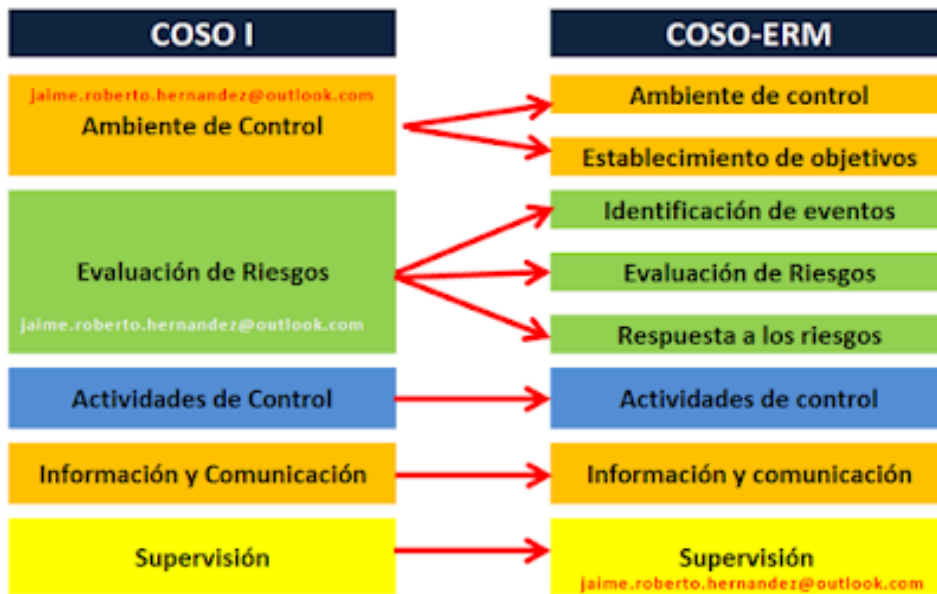 COSO I
COSO-ERM
jaime.roberto.hernandez@outlook.com
Ambiente de Control
Ambiente de control
Establecimiento de objetivos
Evaluación de Riesgos
jaime.roberto.hernandez@outlook.com
Identificación de eventos
Evaluación de Riesgos
Respuesta a los riesgos
Actividades de Control
Actividades de control
Información y Comunicación
Información y comunicación
Supervisión
Supervisión
jaime.roberto.hernandez@outlook.com